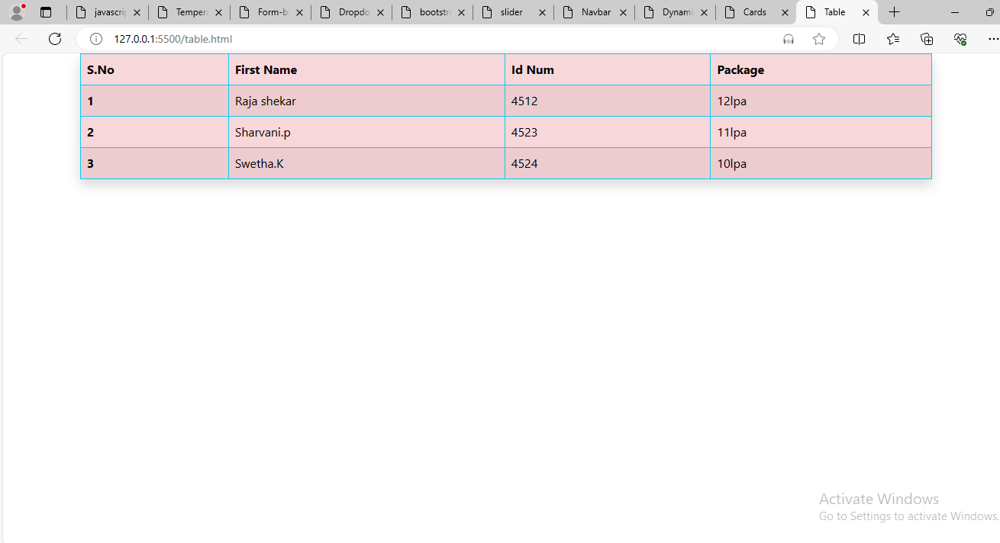 javascri Tempera Form-b Dropdo bootstra slider Navbar Dynami Cards Table
127.0.0.1:5500/table.html
S.No First Name Id Num Package
1 Raja shekar 4512 12lpa
2 Sharvani.p 4523 11lpa
3 Swetha.K 4524 10lpa
Activate Windows
Go to Settings to activate Windows.